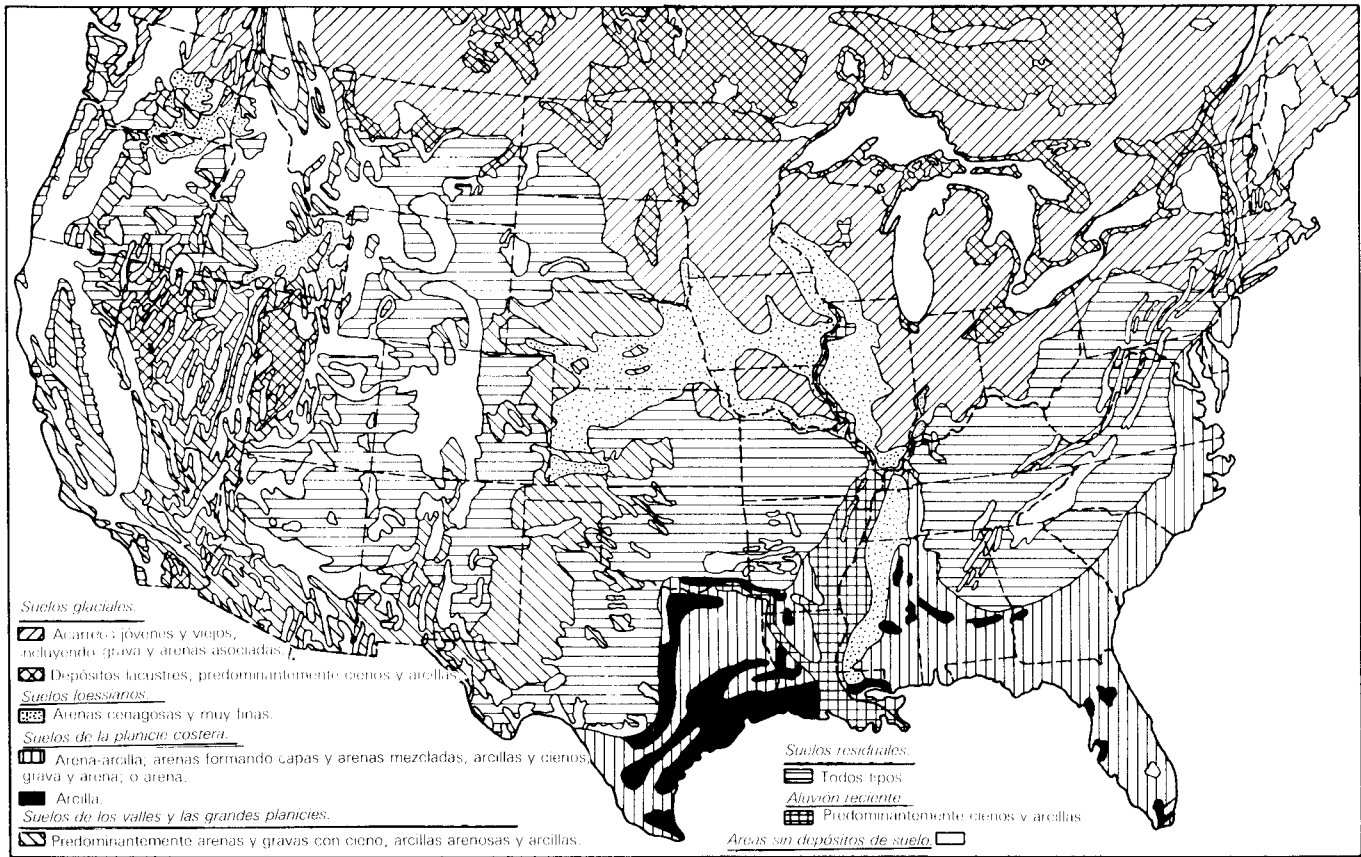 Suelos glaciales.
Acarreos jóvenes y viejos,
incluyendo grava y arenas asociadas.
Depósitos lacustres, predominantemente cienos y arcillas.
Suelos loessianos.
Arenas cenagosas y muy finas.
Suelos de la planicie costera.
Arena-arcilla; arenas formando capas y arenas mezcladas, arcillas y cienos,
grava y arena; o arena.
Arcilla.
Suelos de los valles y las grandes planicies.
Predominantemente arenas y gravas con cieno, arcillas arenosas y arcillas.
Suelos residuales.
Todos tipos
Aluvión reciente
Predominantemente cienos y arcillas
Areas sin depósitos de suelo.